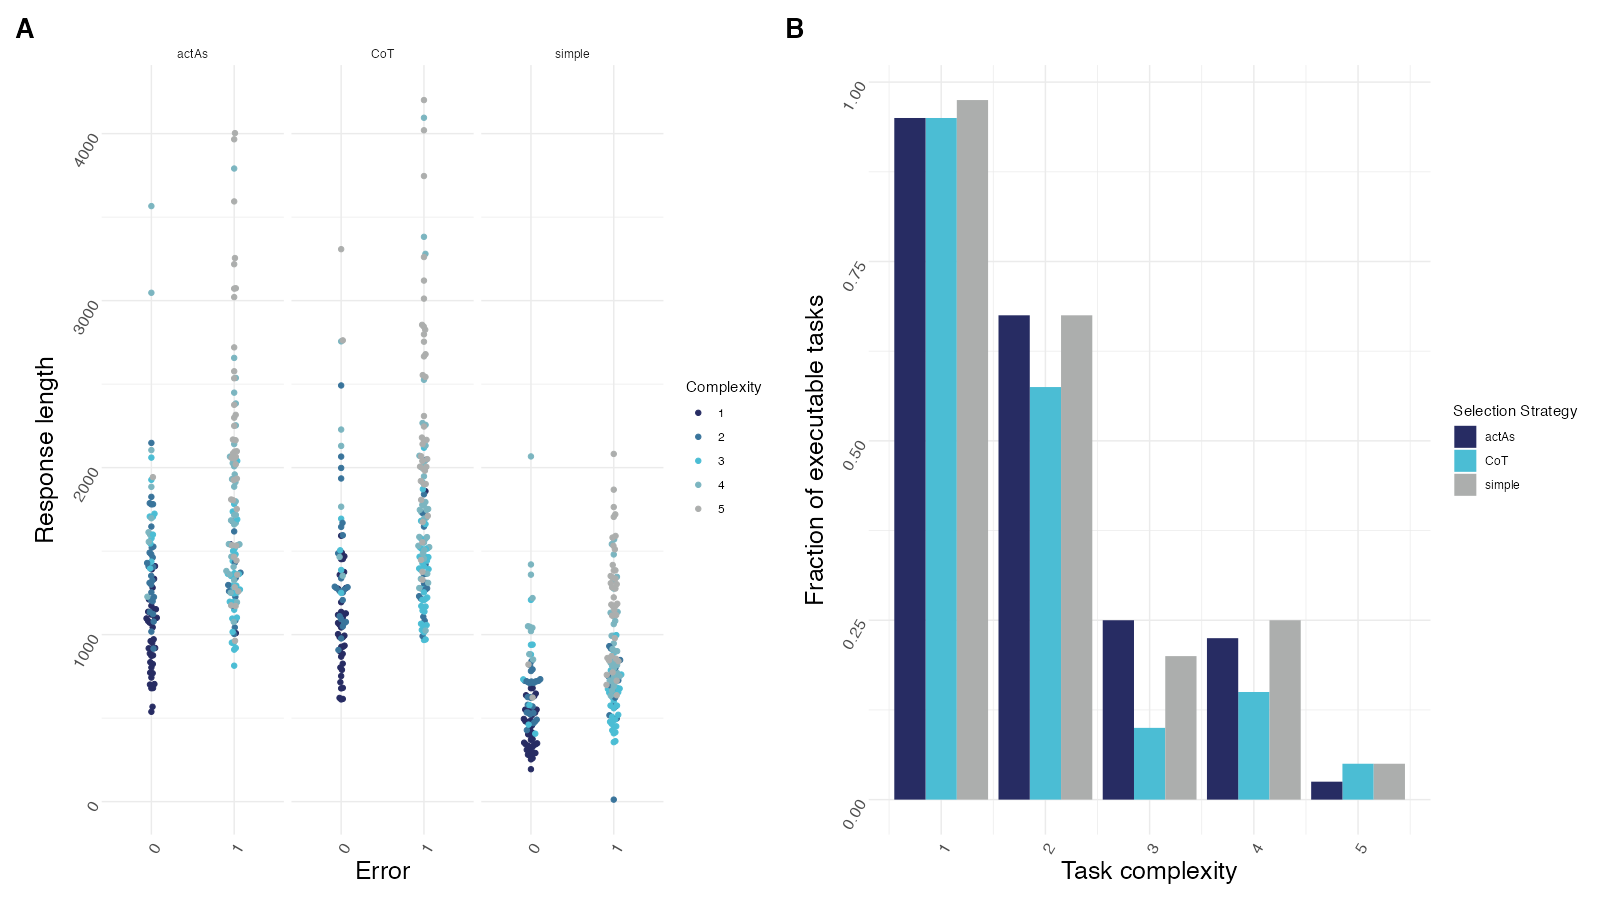 A
actAs CoT simple
4000
3000
2000
1000
0
Response length
0 1 0 1 0 1
Error
Complexity
1
2
3
4
5
B
1.00
0.75
0.50
0.25
0.00
Fraction of executable tasks
1 2 3 4 5
Task complexity
Selection Strategy
actAs
CoT
simple